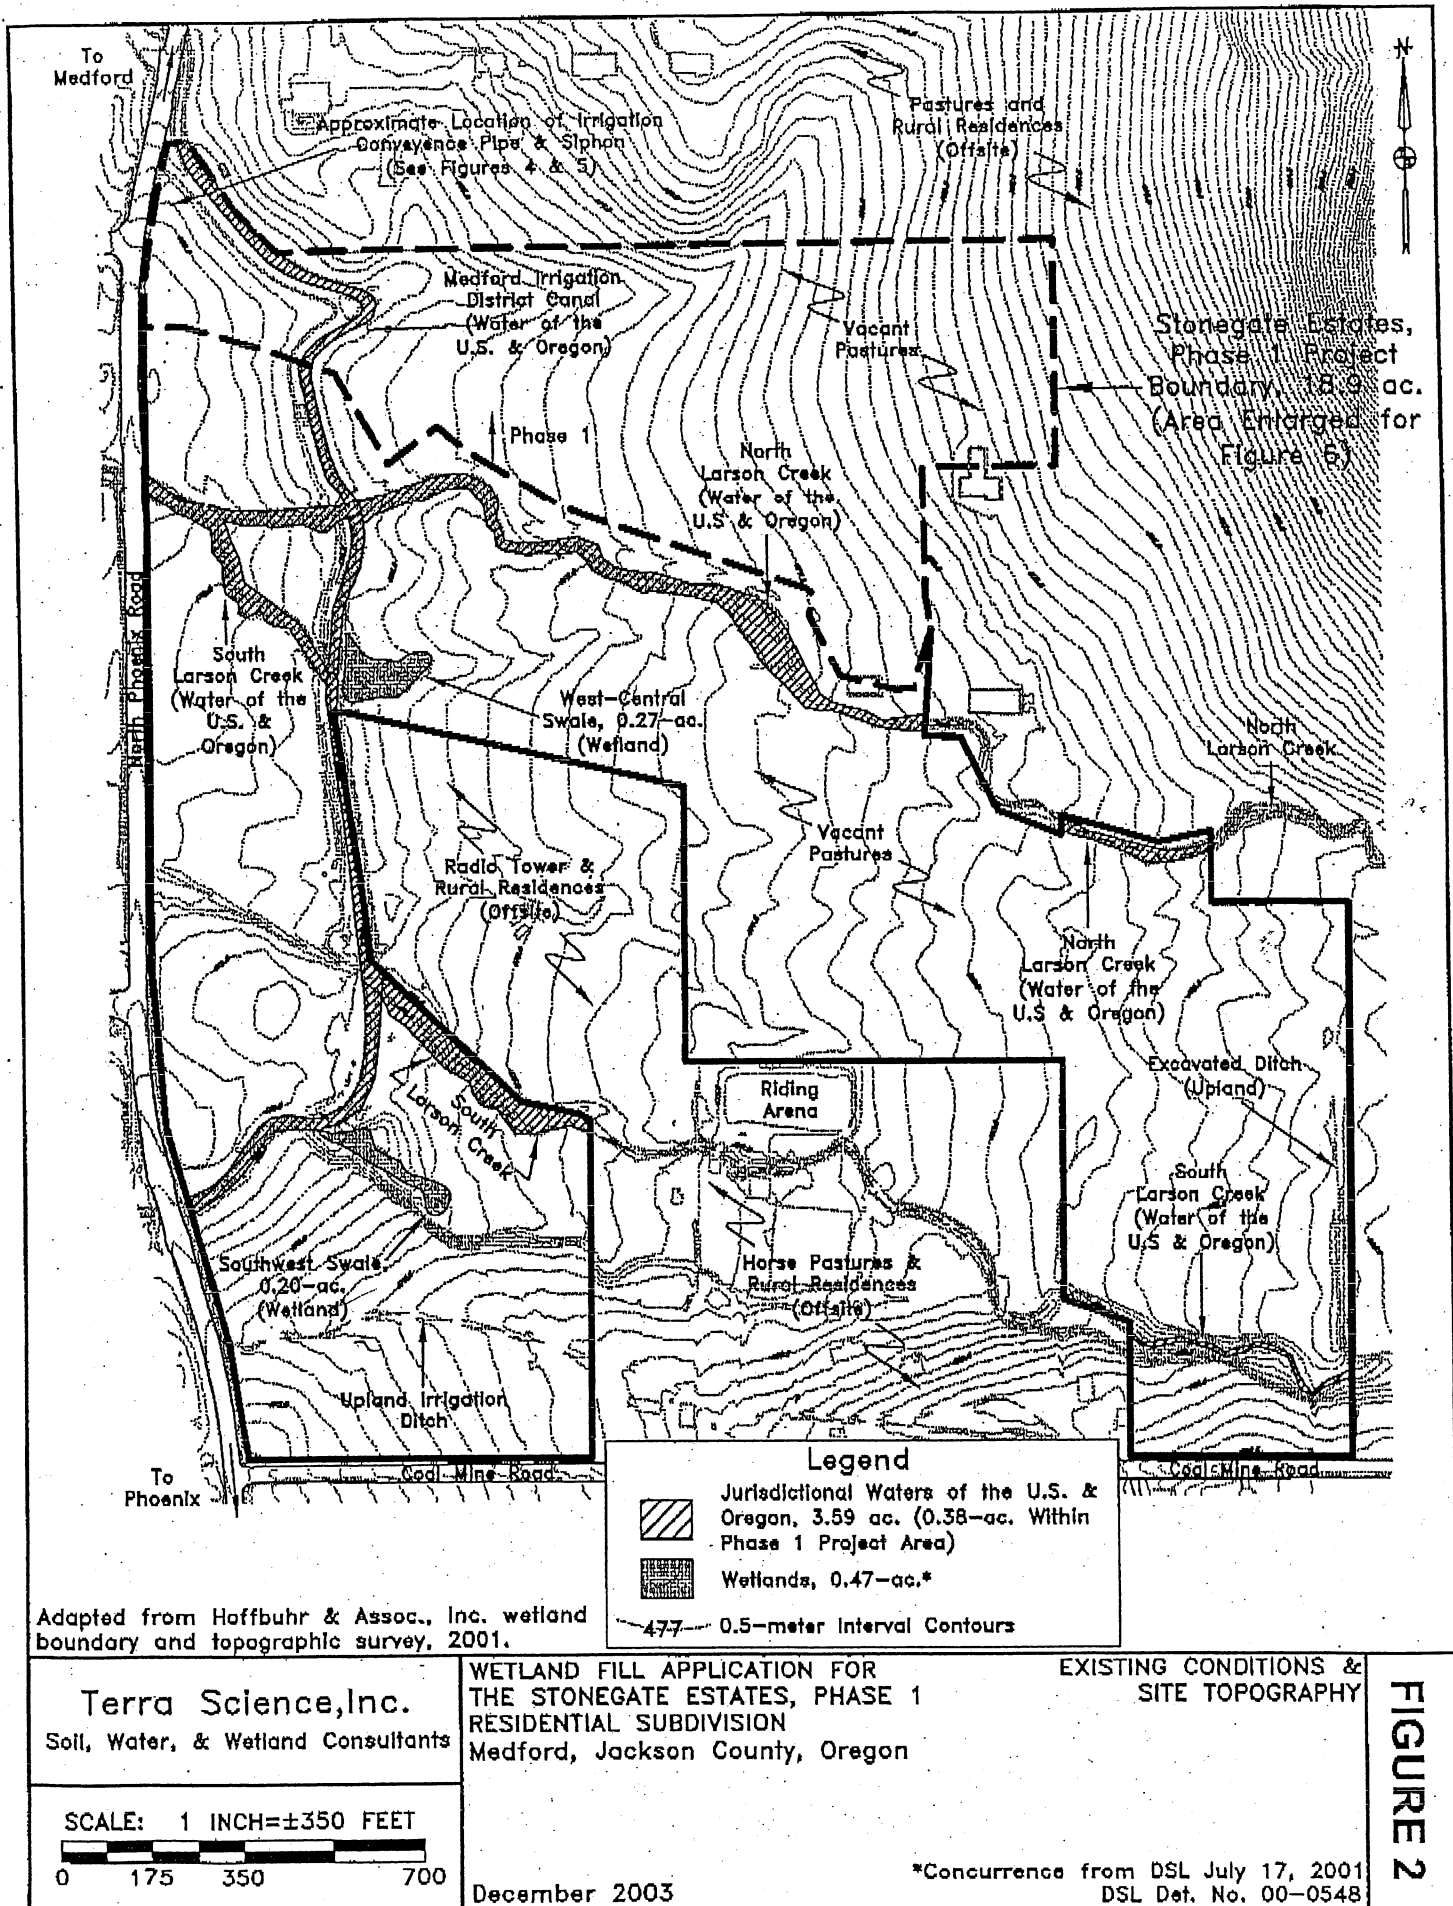 To
Medford
N
Approximate Location of Irrigation
Conveyence Pipe & Siphon
(See Figures 4 & 5)
Pastures and
Rural Residences
(Offsite)
Medford Irrigation
District Canal
(Water of the
U.S. & Oregon)
Vacant
Pastures
Stonegate Estates,
Phase 1 Project
Boundary, 18.9 ac.
(Area Enlarged for
Figure 6)
Phase 1
North
Larson Creek
(Water of the
U.S & Oregon)
North Phoenix Road
South
Larson Creek
(Water of the
U.S. &
Oregon)
West-Central
Swale, 0.27-ac.
(Wetland)
North
Larson Creek
Radio Tower &
Rural Residences
(Offsite)
Vacant
Pastures
North
Larson Creek
(Water of the
U.S & Oregon)
Riding
Arena
Excavated Ditch
(Upland)
South
Larson Creek
South
Larson Creek
(Water of the
U.S & Oregon)
Southwest Swale,
0.20-ac.
(Wetland)
Horse Pastures &
Rural Residences
(Offsite)
Upland Irrigation
Ditch
To
Phoenix
Coal Mine Road
Coal Mine Road
Legend
Jurisdictional Waters of the U.S. &
Oregon, 3.59 ac. (0.38-ac. Within
Phase 1 Project Area)
Wetlands, 0.47-ac.*
477 0.5-meter Interval Contours
Adapted from Hoffbuhr & Assoc., Inc. wetland
boundary and topographic survey, 2001.
Terra Science,Inc.
Soil, Water, & Wetland Consultants
SCALE: 1 INCH=±350 FEET
0 175 350 700
WETLAND FILL APPLICATION FOR
THE STONEGATE ESTATES, PHASE 1
RESIDENTIAL SUBDIVISION
Medford, Jackson County, Oregon
December 2003
EXISTING CONDITIONS &
SITE TOPOGRAPHY
*Concurrence from DSL July 17, 2001
DSL Det. No. 00-0548
FIGURE 2